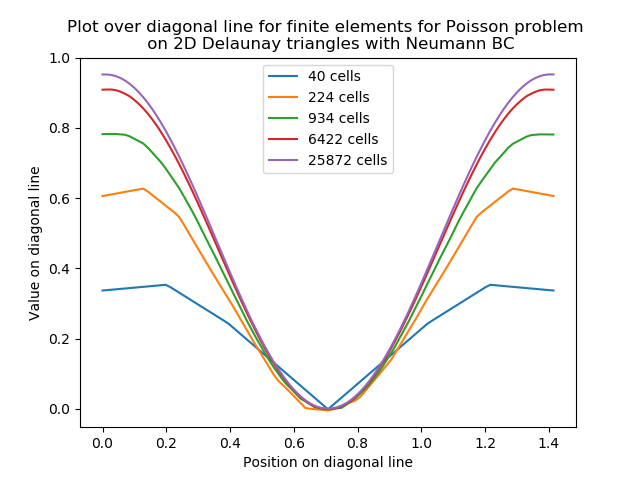 Plot over diagonal line for finite elements for Poisson problem
on 2D Delaunay triangles with Neumann BC
1.0
0.8
0.6
0.4
0.2
0.0
Value on diagonal line
40 cells
224 cells
934 cells
6422 cells
25872 cells
0.0 0.2 0.4 0.6 0.8 1.0 1.2 1.4
Position on diagonal line